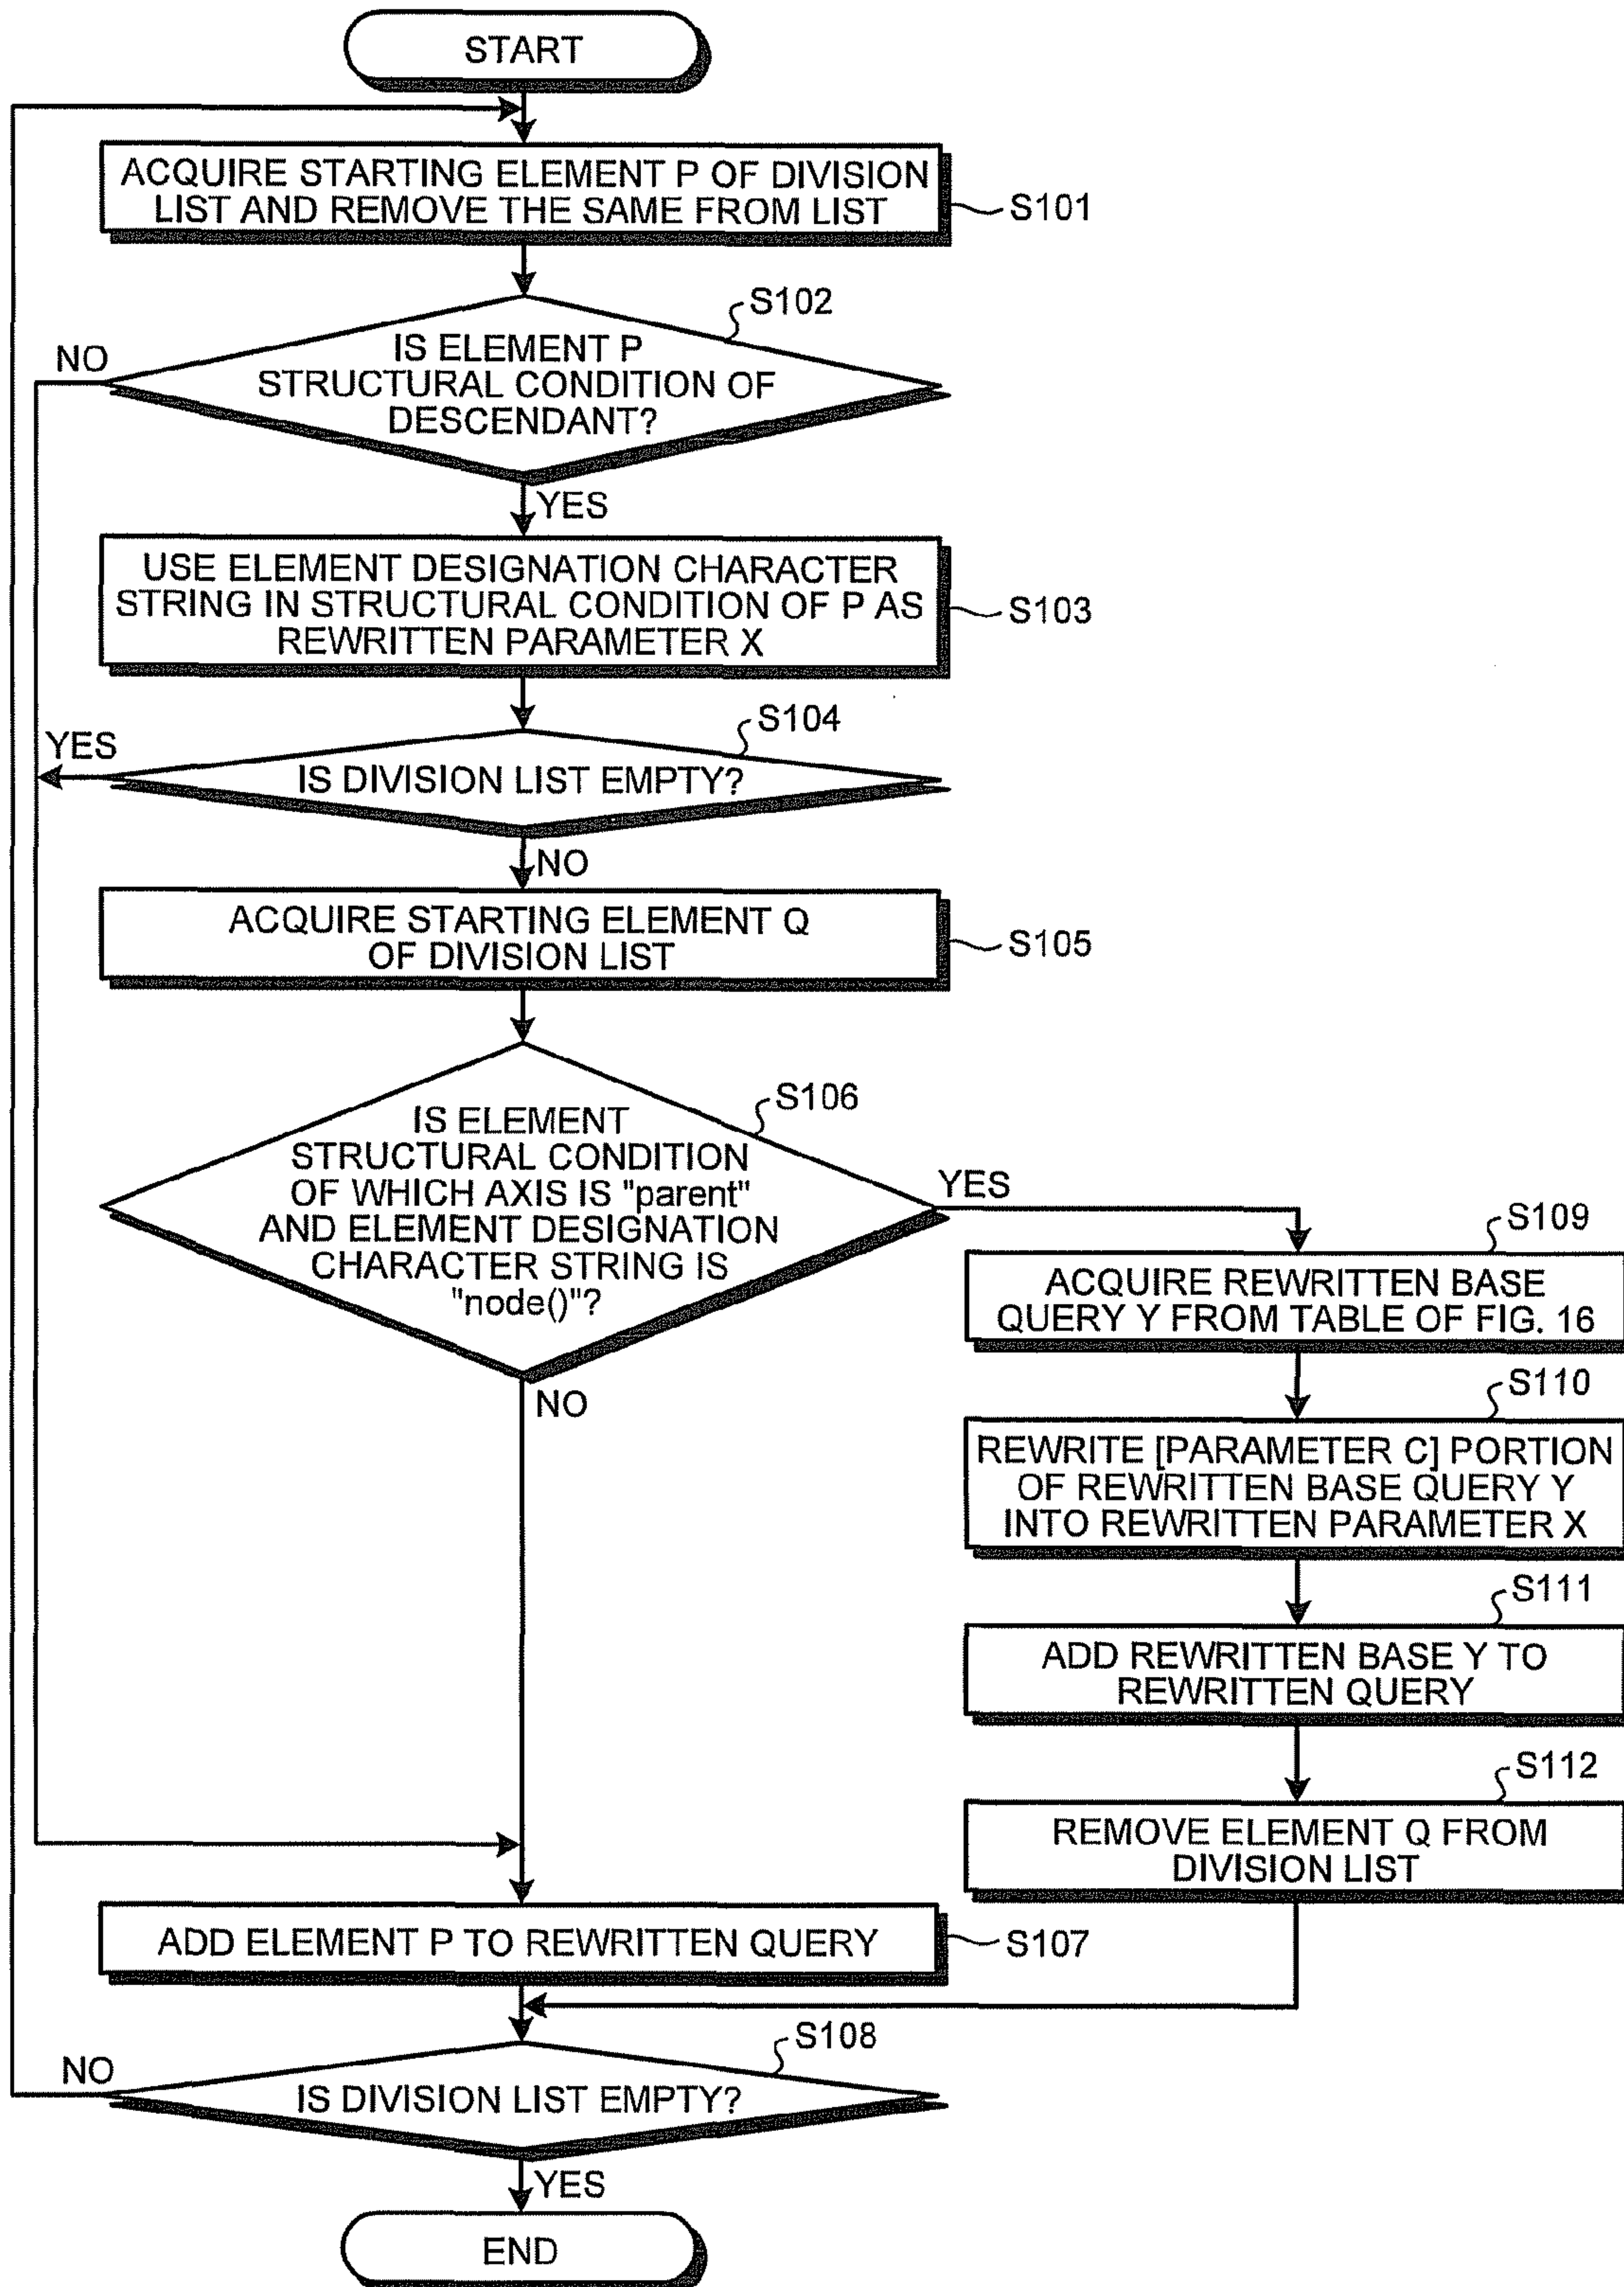 START
ACQUIRE STARTING ELEMENT P OF DIVISION
LIST AND REMOVE THE SAME FROM LIST
S101
S102
NO
IS ELEMENT P
STRUCTURAL CONDITION OF
DESCENDANT?
YES
USE ELEMENT DESIGNATION CHARACTER
STRING IN STRUCTURAL CONDITION OF P AS
REWRITTEN PARAMETER X
S103
S104
YES
IS DIVISION LIST EMPTY?
NO
ACQUIRE STARTING ELEMENT Q
OF DIVISION LIST
S105
S106
IS ELEMENT
STRUCTURAL CONDITION
OF WHICH AXIS IS "parent"
AND ELEMENT DESIGNATION
CHARACTER STRING IS
"node()"?
YES
NO
S109
ACQUIRE REWRITTEN BASE
QUERY Y FROM TABLE OF FIG. 16
S110
REWRITE [PARAMETER C] PORTION
OF REWRITTEN BASE QUERY Y
INTO REWRITTEN PARAMETER X
S111
ADD REWRITTEN BASE Y TO
REWRITTEN QUERY
S112
REMOVE ELEMENT Q FROM
DIVISION LIST
ADD ELEMENT P TO REWRITTEN QUERY
S107
S108
NO
IS DIVISION LIST EMPTY?
YES
END